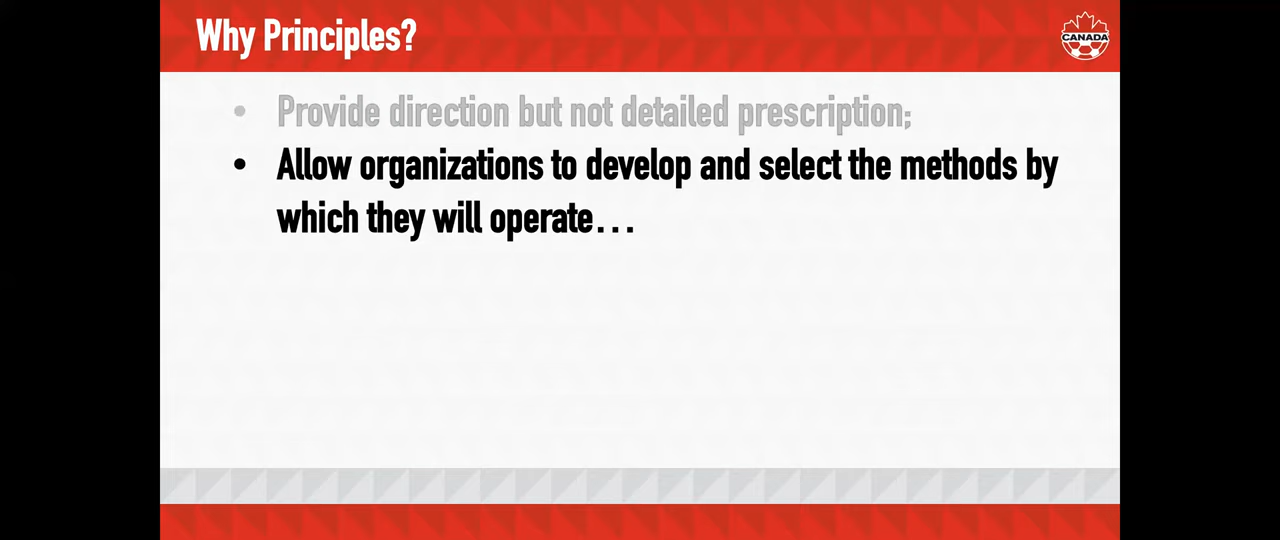 Why Principles?
CANADA
• Provide direction but not detailed prescription;
• Allow organizations to develop and select the methods by
which they will operate...